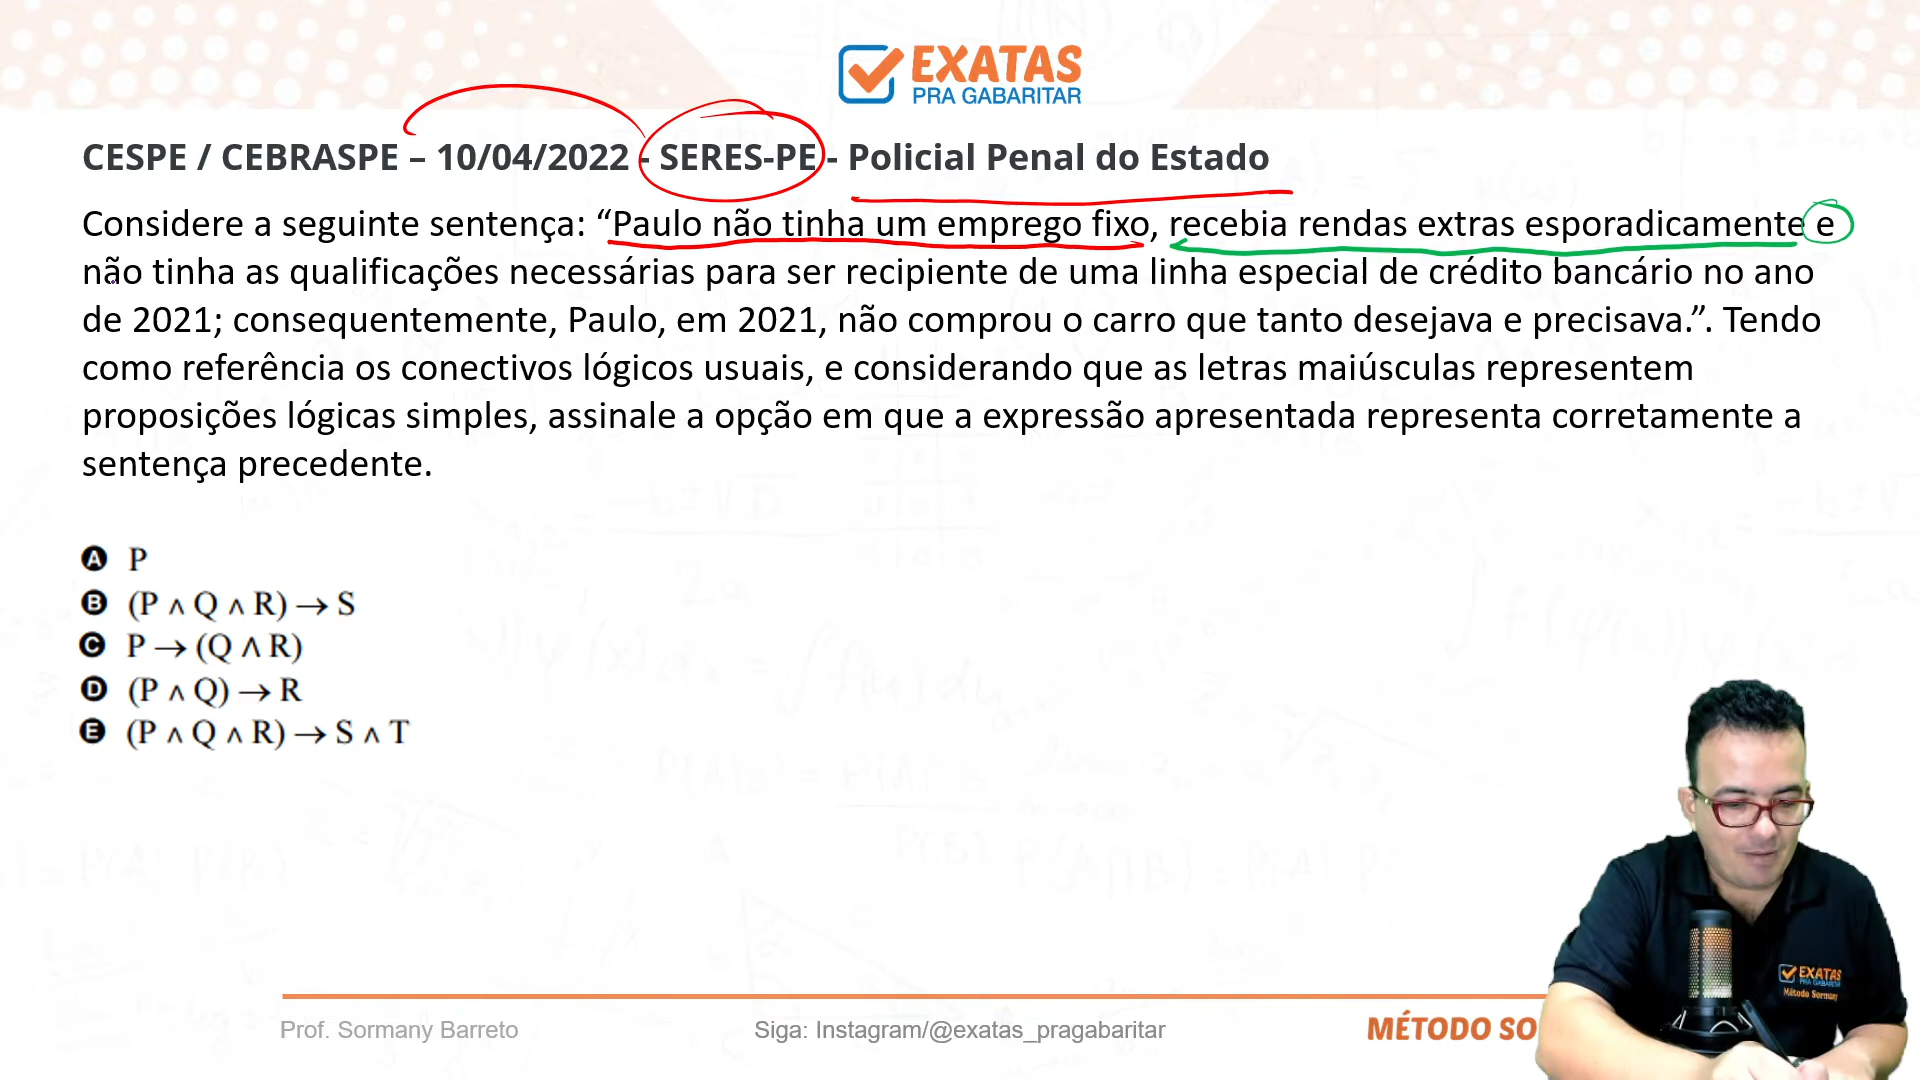 EXATAS
PRA GABARITAR
CESPE / CEBRASPE – 10/04/2022 - SERES-PE - Policial Penal do Estado
Considere a seguinte sentença: “Paulo não tinha um emprego fixo, recebia rendas extras esporadicamente e
não tinha as qualificações necessárias para ser recipiente de uma linha especial de crédito bancário no ano
de 2021; consequentemente, Paulo, em 2021, não comprou o carro que tanto desejava e precisava.”. Tendo
como referência os conectivos lógicos usuais, e considerando que as letras maiúsculas representem
proposições lógicas simples, assinale a opção em que a expressão apresentada representa corretamente a
sentença precedente.
A P
B (P ∧ Q ∧ R) → S
C P → (Q ∧ R)
D (P ∧ Q) → R
E (P ∧ Q ∧ R) → S ∧ T
EXATAS
PRA GABARITAR
Método Sormany
Prof. Sormany Barreto
Siga: Instagram/@exatas_pragabaritar
MÉTODO SO